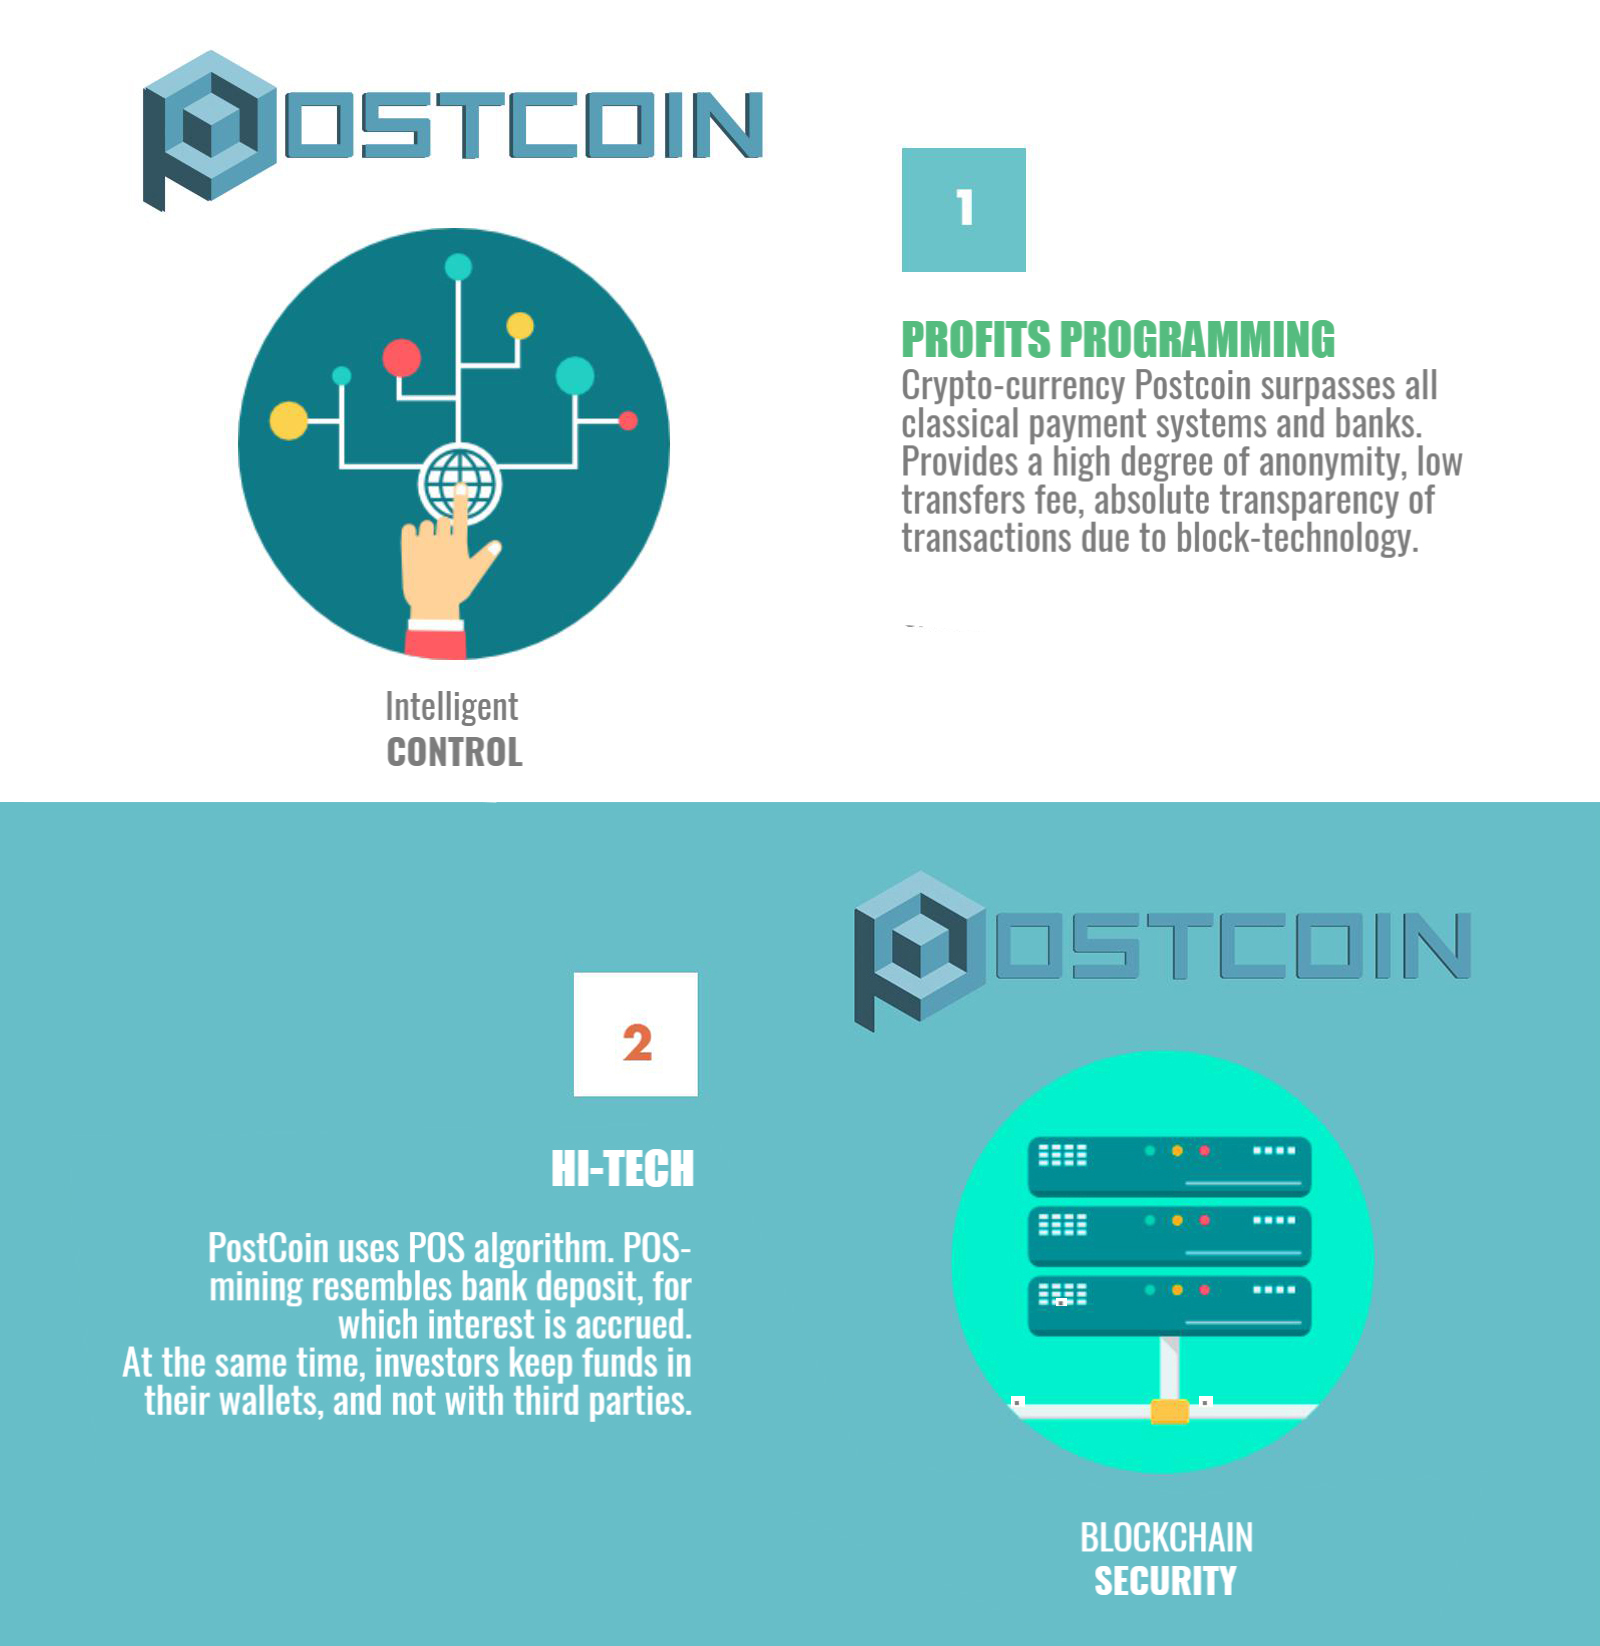 POSTCOIN
1
PROFITS PROGRAMMING
Crypto-currency Postcoin surpasses all
classical payment systems and banks.
Provides a high degree of anonymity, low
transfers fee, absolute transparency of
transactions due to block-technology.
Intelligent
CONTROL
POSTCOIN
2
HI-TECH
PostCoin uses POS algorithm. POS-
mining resembles bank deposit, for
which interest is accrued.
At the same time, investors keep funds in
their wallets, and not with third parties.
BLOCKCHAIN
SECURITY